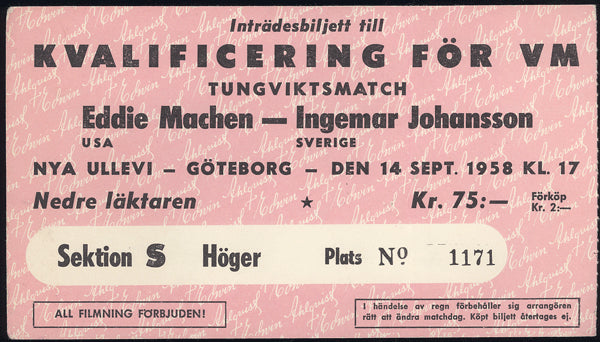 Inträdesbiljett till
KVALIFICERING FÖR VM
TUNGVIKTSMATCH
Eddie Machen — Ingemar Johansson
USA SVERIGE
NYA ULLEVI – GÖTEBORG – DEN 14 SEPT. 1958 KL. 17
Nedre läktaren ★ Kr. 75:— Förköp
Kr. 2:—
Sektion S Höger Plats Nº 1171
ALL FILMNING FÖRBJUDEN!
I händelse av regn förbehåller sig arrangören
rätt att ändra matchdag. Köpt biljett återtages ej.